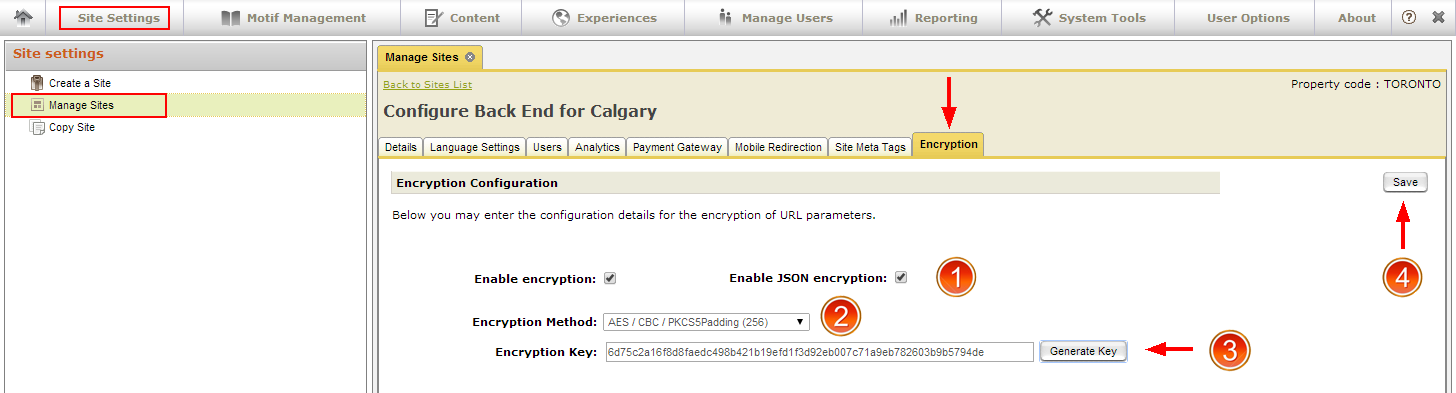 Site Settings Motif Management Content Experiences Manage Users Reporting System Tools User Options About ?
Site settings
Create a Site
Manage Sites
Copy Site
Manage Sites
Back to Sites List
Property code : TORONTO
Configure Back End for Calgary
Details Language Settings Users Analytics Payment Gateway Mobile Redirection Site Meta Tags Encryption
Encryption Configuration
Save
Below you may enter the configuration details for the encryption of URL parameters.
Enable encryption: Enable JSON encryption: 1
4
Encryption Method: AES / CBC / PKCS5Padding (256) 2
Encryption Key: 6d75c2a16f8d8faedc498b421b19efd1f3d92eb007c71a9eb782603b9b5794de Generate Key 3